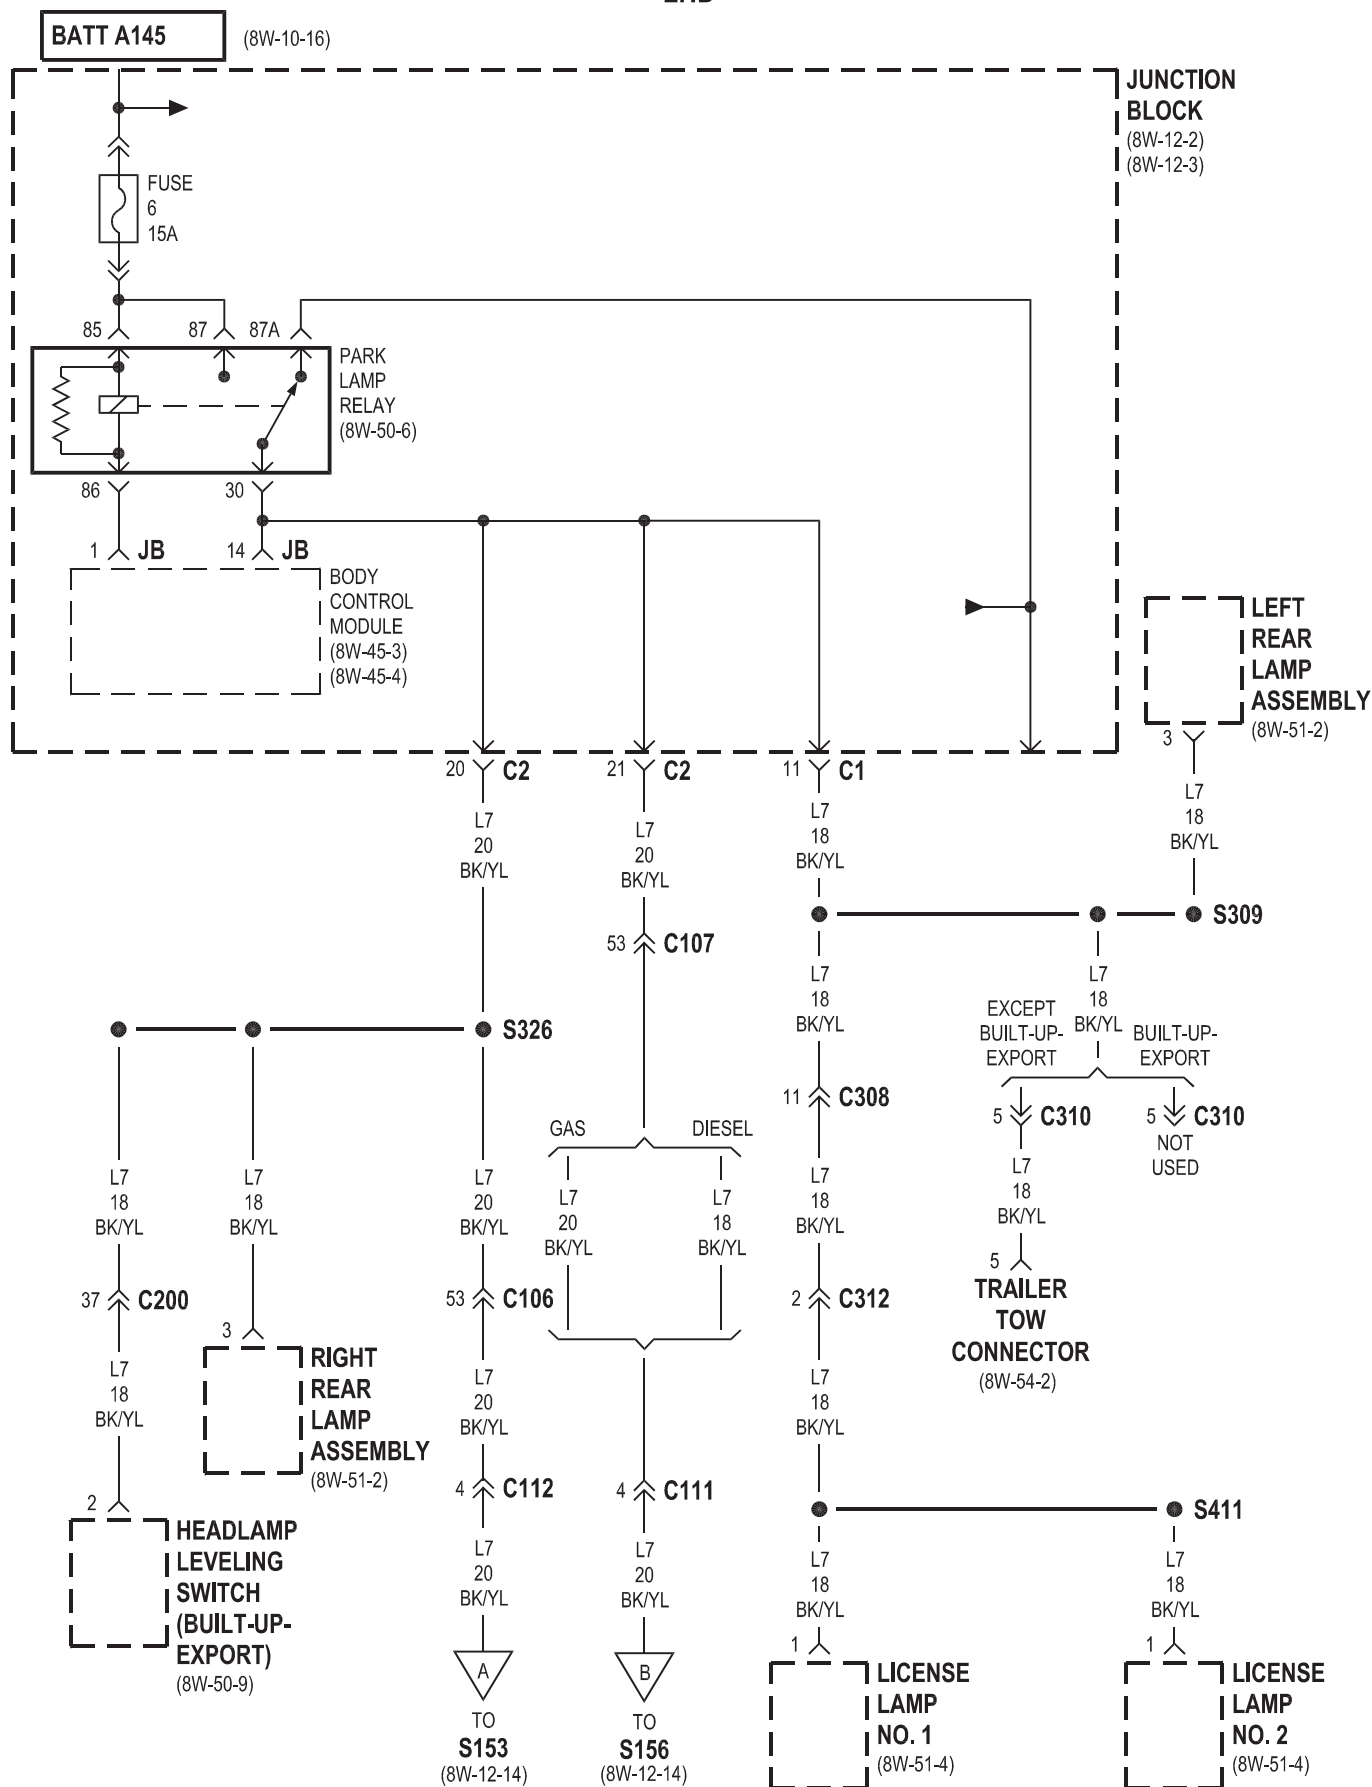 BATT A145
(8W-10-16)
JUNCTION
BLOCK
(8W-12-2)
(8W-12-3)
FUSE
6
15A
85
87
87A
PARK
LAMP
RELAY
(8W-50-6)
86
30
1
JB
14
JB
BODY
CONTROL
MODULE
(8W-45-3)
(8W-45-4)
LEFT
REAR
LAMP
ASSEMBLY
(8W-51-2)
3
L7
18
BK/YL
20
C2
21
C2
11
C1
L7
20
BK/YL
L7
20
BK/YL
L7
18
BK/YL
S309
53
C107
L7
18
BK/YL
L7
18
BK/YL
EXCEPT
BUILT-UP-
EXPORT
BUILT-UP-
EXPORT
S326
11
C308
5
C310
5
C310
NOT
USED
GAS
DIESEL
L7
18
BK/YL
L7
18
BK/YL
L7
20
BK/YL
L7
20
BK/YL
L7
18
BK/YL
L7
18
BK/YL
L7
18
BK/YL
37
C200
53
C106
2
C312
5
TRAILER
TOW
CONNECTOR
(8W-54-2)
3
RIGHT
REAR
LAMP
ASSEMBLY
(8W-51-2)
L7
18
BK/YL
L7
20
BK/YL
L7
18
BK/YL
4
C112
4
C111
2
HEADLAMP
LEVELING
SWITCH
(BUILT-UP-
EXPORT)
(8W-50-9)
S411
L7
20
BK/YL
L7
20
BK/YL
L7
18
BK/YL
L7
18
BK/YL
A
TO
S153
(8W-12-14)
B
TO
S156
(8W-12-14)
1
LICENSE
LAMP
NO. 1
(8W-51-4)
1
LICENSE
LAMP
NO. 2
(8W-51-4)